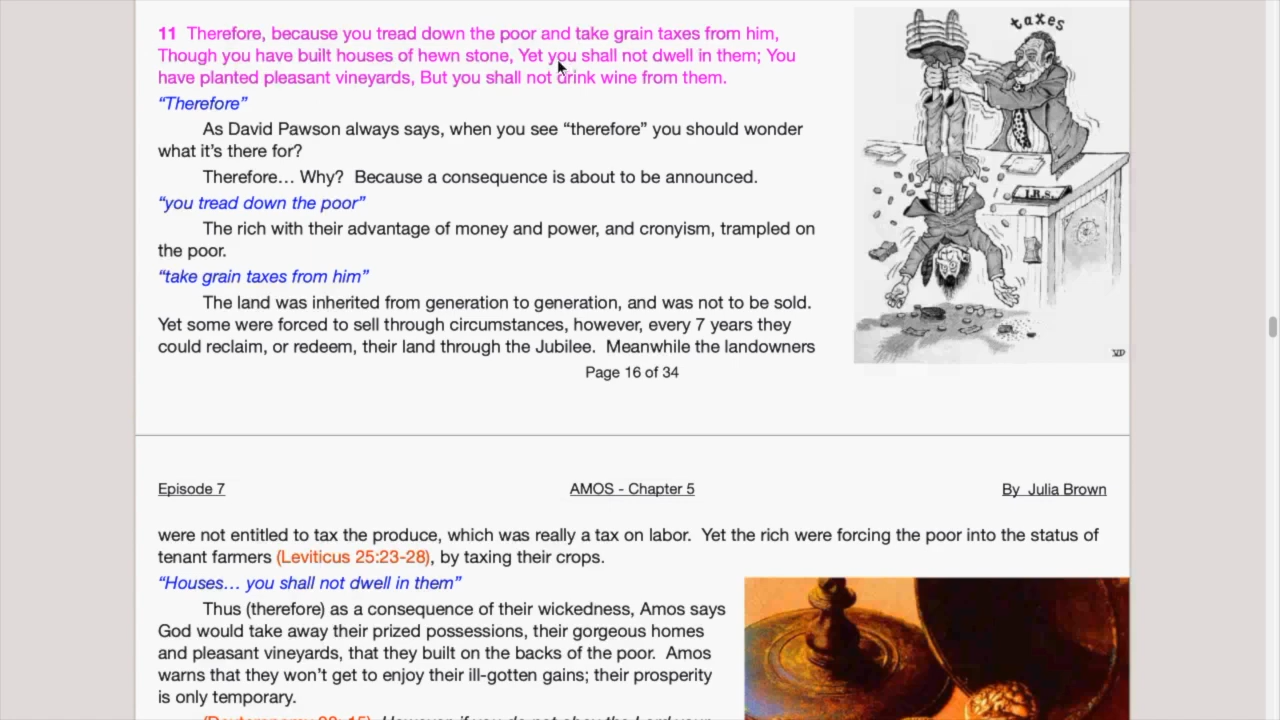 11 Therefore, because you tread down the poor and take grain taxes from him,
Though you have built houses of hewn stone, Yet you shall not dwell in them; You
have planted pleasant vineyards, But you shall not drink wine from them.
“Therefore”
As David Pawson always says, when you see “therefore” you should wonder
what it’s there for?
Therefore… Why? Because a consequence is about to be announced.
“you tread down the poor”
The rich with their advantage of money and power, and cronyism, trampled on
the poor.
“take grain taxes from him”
The land was inherited from generation to generation, and was not to be sold.
Yet some were forced to sell through circumstances, however, every 7 years they
could reclaim, or redeem, their land through the Jubilee. Meanwhile the landowners
taxes
I.R.S.
Page 16 of 34
Episode 7 AMOS - Chapter 5 By Julia Brown
were not entitled to tax the produce, which was really a tax on labor. Yet the rich were forcing the poor into the status of
tenant farmers (Leviticus 25:23-28), by taxing their crops.
“Houses… you shall not dwell in them”
Thus (therefore) as a consequence of their wickedness, Amos says
God would take away their prized possessions, their gorgeous homes
and pleasant vineyards, that they built on the backs of the poor. Amos
warns that they won’t get to enjoy their ill-gotten gains; their prosperity
is only temporary.